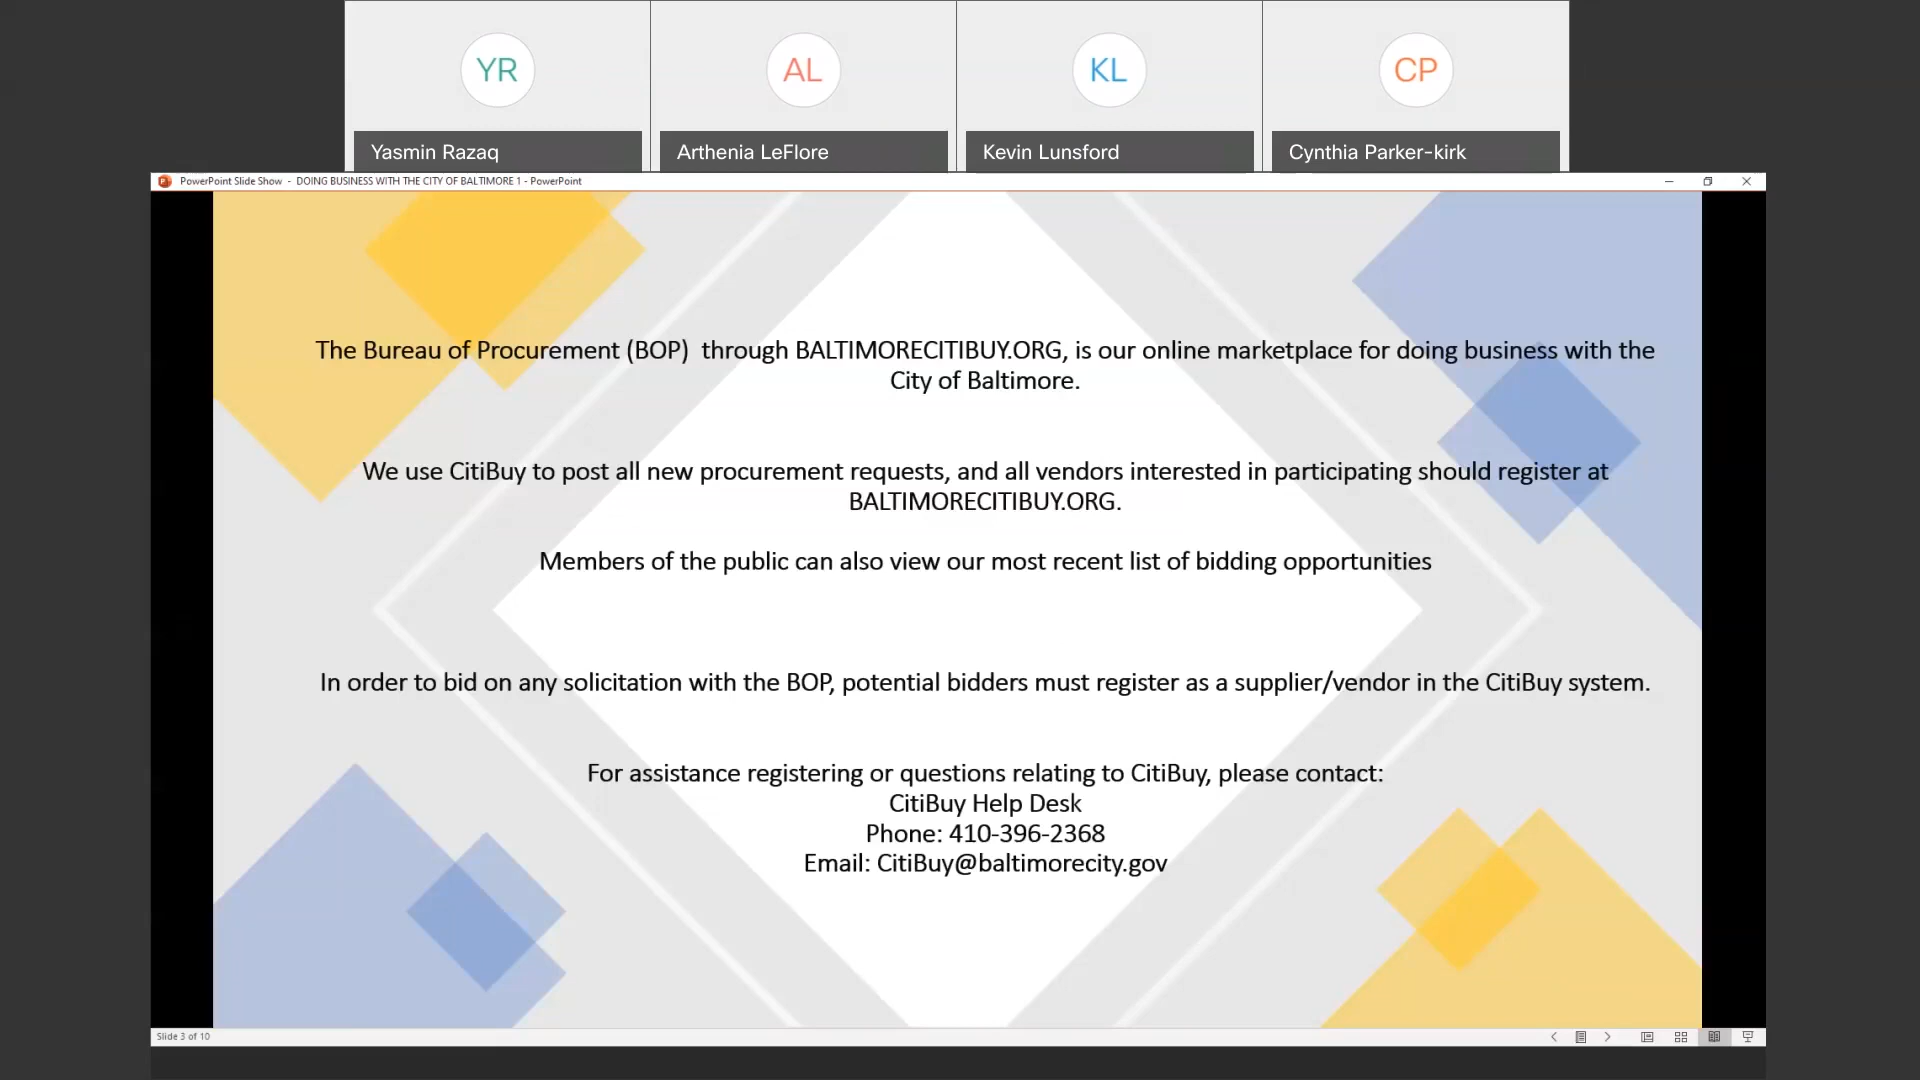 YR
AL
KL
CP
Yasmin Razaq
Arthenia LeFlore
Kevin Lunsford
Cynthia Parker-kirk
PowerPoint Slide Show - DOING BUSINESS WITH THE CITY OF BALTIMORE 1 - PowerPoint
The Bureau of Procurement (BOP) through BALTIMORECITIBUY.ORG, is our online marketplace for doing business with the
City of Baltimore.
We use CitiBuy to post all new procurement requests, and all vendors interested in participating should register at
BALTIMORECITIBUY.ORG.
Members of the public can also view our most recent list of bidding opportunities
In order to bid on any solicitation with the BOP, potential bidders must register as a supplier/vendor in the CitiBuy system.
For assistance registering or questions relating to CitiBuy, please contact:
CitiBuy Help Desk
Phone: 410-396-2368
Email: CitiBuy@baltimorecity.gov
Slide 3 of 10